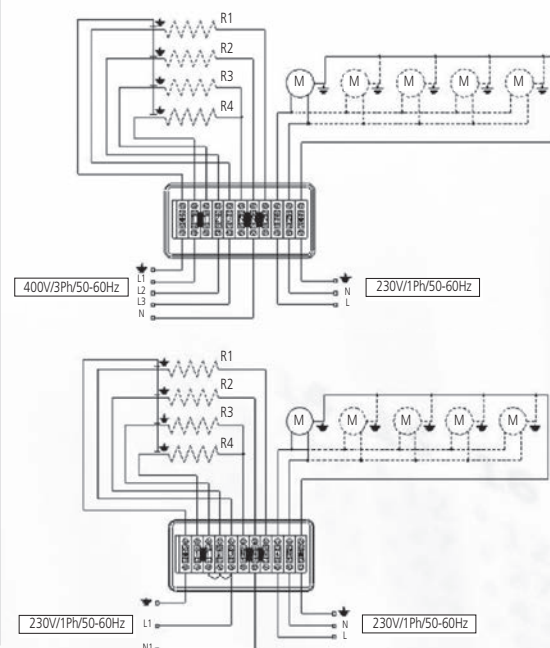 R1
R2
R3
R4
M M M M M
400V/3Ph/50-60Hz
L1
L2
L3
N
N
L
230V/1Ph/50-60Hz
R1
R2
R3
R4
M M M M M
230V/1Ph/50-60Hz
L1
N1
N
L
230V/1Ph/50-60Hz